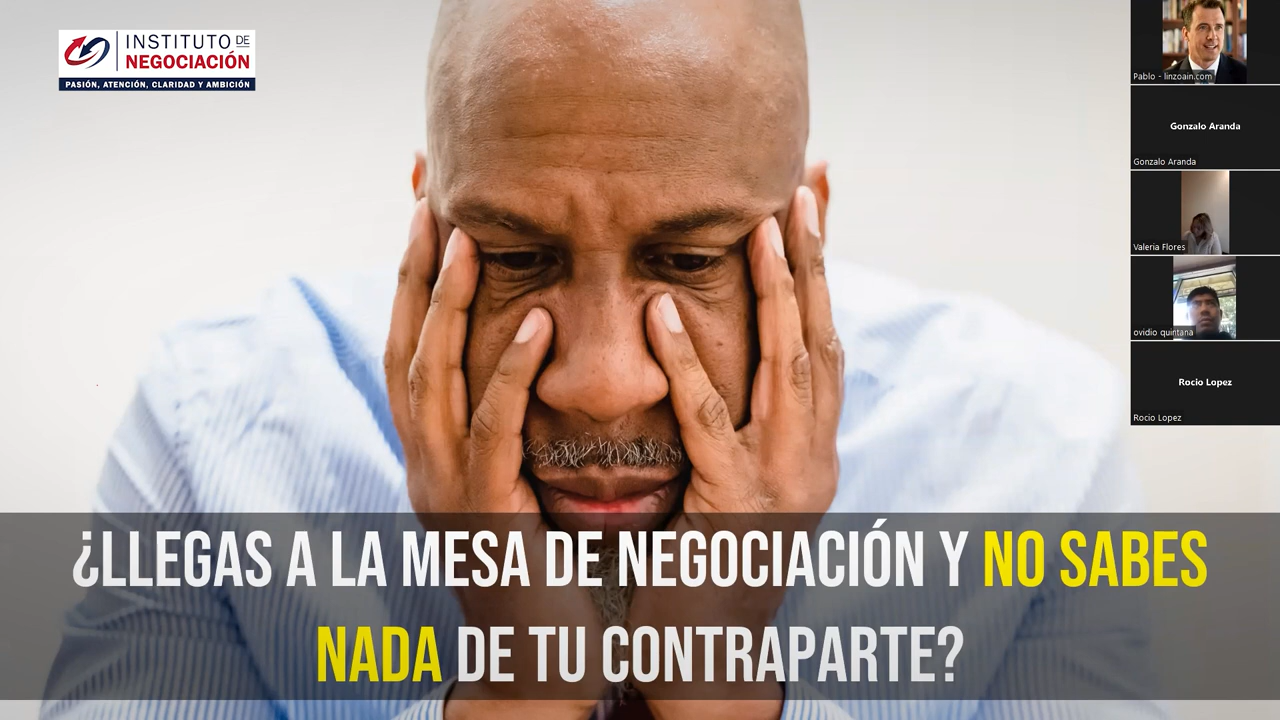 INSTITUTO DE
NEGOCIACIÓN
PASIÓN, ATENCIÓN, CLARIDAD Y AMBICIÓN
¿LLEGAS A LA MESA DE NEGOCIACIÓN Y NO SABES
NADA DE TU CONTRAPARTE?
Pablo - linzoain.com
Gonzalo Aranda
Gonzalo Aranda
Valeria Flores
ovidio quintana
Rocio Lopez
Rocio Lopez